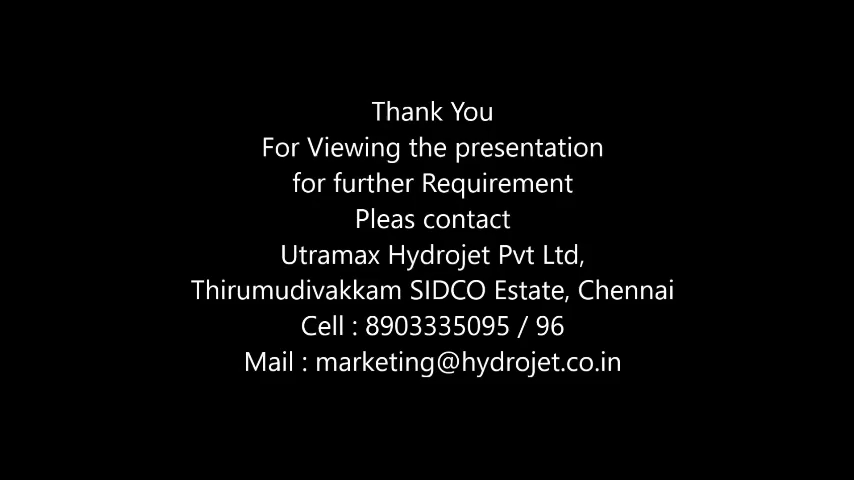 Thank You
For Viewing the presentation
for further Requirement
Pleas contact
Utramax Hydrojet Pvt Ltd,
Thirumudivakkam SIDCO Estate, Chennai
Cell : 8903335095 / 96
Mail : marketing@hydrojet.co.in